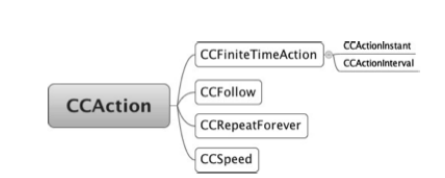 CCAction
CCFiniteTimeAction
CCActionInstant
CCActionInterval
CCFollow
CCRepeatForever
CCSpeed